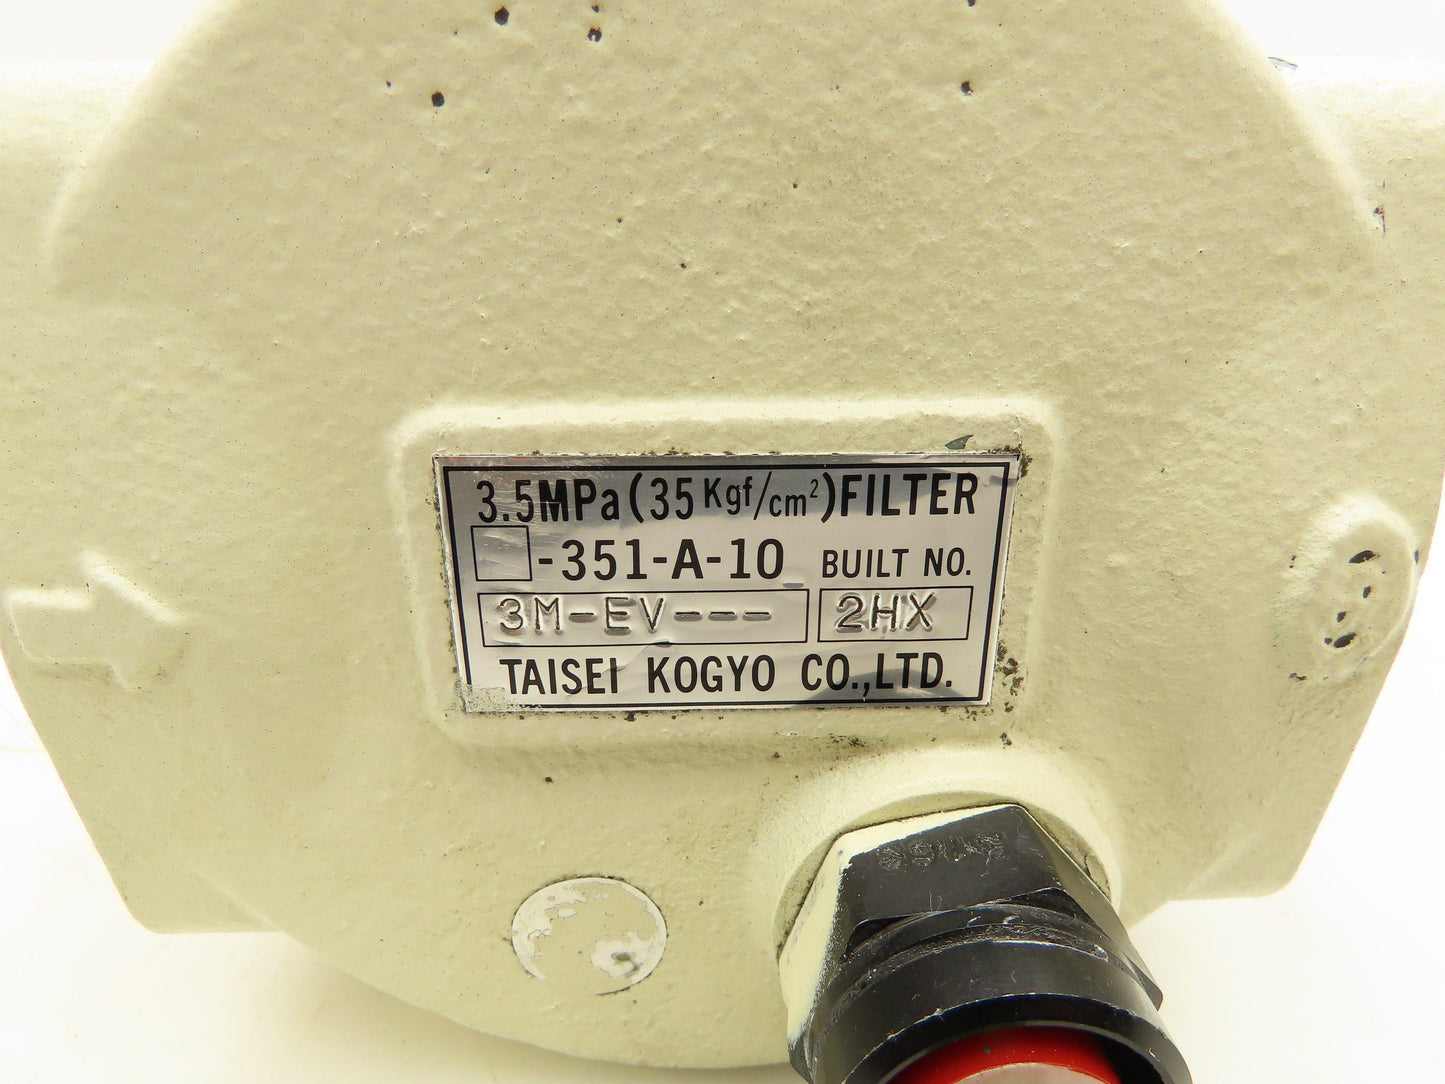 3.5MPa(35Kgf/cm²)FILTER
-351-A-10 BUILT NO.
3M-EV--- 2HX
TAISEI KOGYO CO.,LTD.